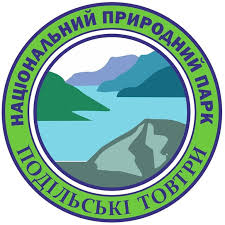 НАЦІОНАЛЬНИЙ ПРИРОДНИЙ ПАРК
ПОДІЛЬСЬКІ ТОВТРИ